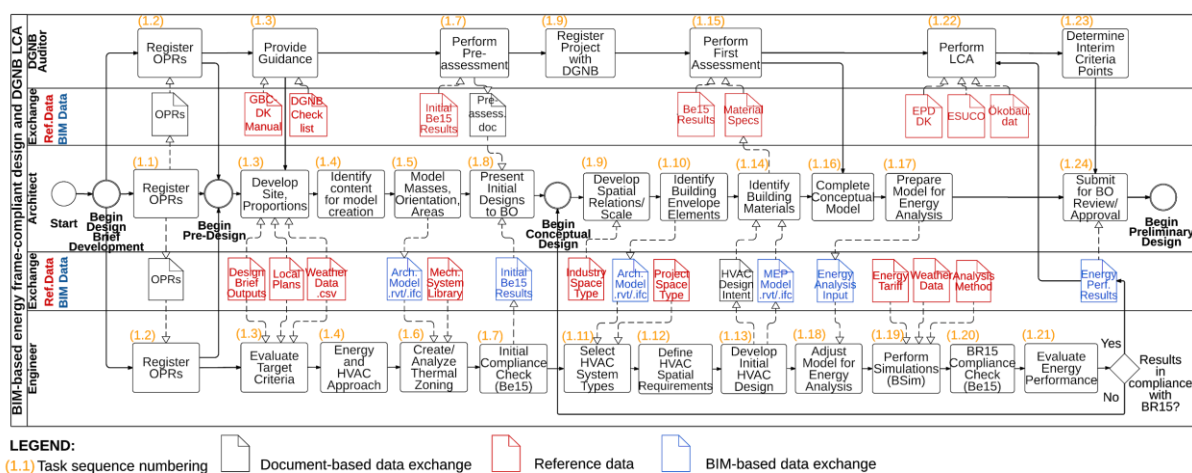 BIM-based energy frame-compliant design and DGNB LCA
DGNB
Auditor
(1.2)
Register
OPRs
(1.3)
Provide
Guidance
(1.7)
Perform
Pre-
assessment
(1.9)
Register
Project with
DGNB
(1.15)
Perform
First
Assessment
(1.22)
Perform
LCA
(1.23)
Determine
Interim
Criteria
Points
Exchange
Ref.Data
BIM Data
OPRs
GBC-
DK
Manual
DGNB
Check
list
Initial
Be15
Results
Pre-
assess.
doc
Be15
Results
Material
Specs
EPD
DK
ESUCO
Ökobau.
dat
Architect
Start
Begin
Design
Brief
Development
(1.1)
Register
OPRs
Begin
Pre-Design
(1.3)
Develop
Site,
Proportions
(1.4)
Identify
content
for model
creation
(1.5)
Model
Masses,
Orientation,
Areas
(1.8)
Present
Initial
Designs
to BO
Begin
Conceptual
Design
(1.9)
Develop
Spatial
Relations/
Scale
(1.10)
Identify
Building
Envelope
Elements
(1.14)
Identify
Building
Materials
(1.16)
Complete
Conceptual
Model
(1.17)
Prepare
Model for
Energy
Analysis
(1.24)
Submit
for BO
Review/
Approval
Begin
Preliminary
Design
Exchange
Ref.Data
BIM Data
OPRs
Design
Brief
Outputs
Local
Plans
Weather
Data
.csv
Arch.
Model
.rvt/.ifc
Mech.
System
Library
Initial
Be15
Results
Industry
Space
Type
Arch.
Model
.rvt/.ifc
Project
Space
Type
HVAC
Design
Intent
MEP
Model
.rvt/.ifc
Energy
Analysis
Input
Energy
Tariff
Weather
Data
Analysis
Method
Energy
Perf.
Results
Engineer
(1.2)
Register
OPRs
(1.3)
Evaluate
Target
Criteria
(1.4)
Energy
and HVAC
Approach
(1.6)
Create/
Analyze
Thermal
Zoning
(1.7)
Initial
Compliance
Check
(Be15)
(1.11)
Select
HVAC
System
Types
(1.12)
Define
HVAC
Spatial
Requirements
(1.13)
Develop
Initial
HVAC
Design
(1.18)
Adjust
Model for
Energy
Analysis
(1.19)
Perform
Simulations
(BSim)
(1.20)
BR15
Compliance
Check
(Be15)
(1.21)
Evaluate
Energy
Performance
Yes
No
Results
in
compliance
with
BR15?
LEGEND:
(1.1) Task sequence numbering
Document-based data exchange
Reference data
BIM-based data exchange